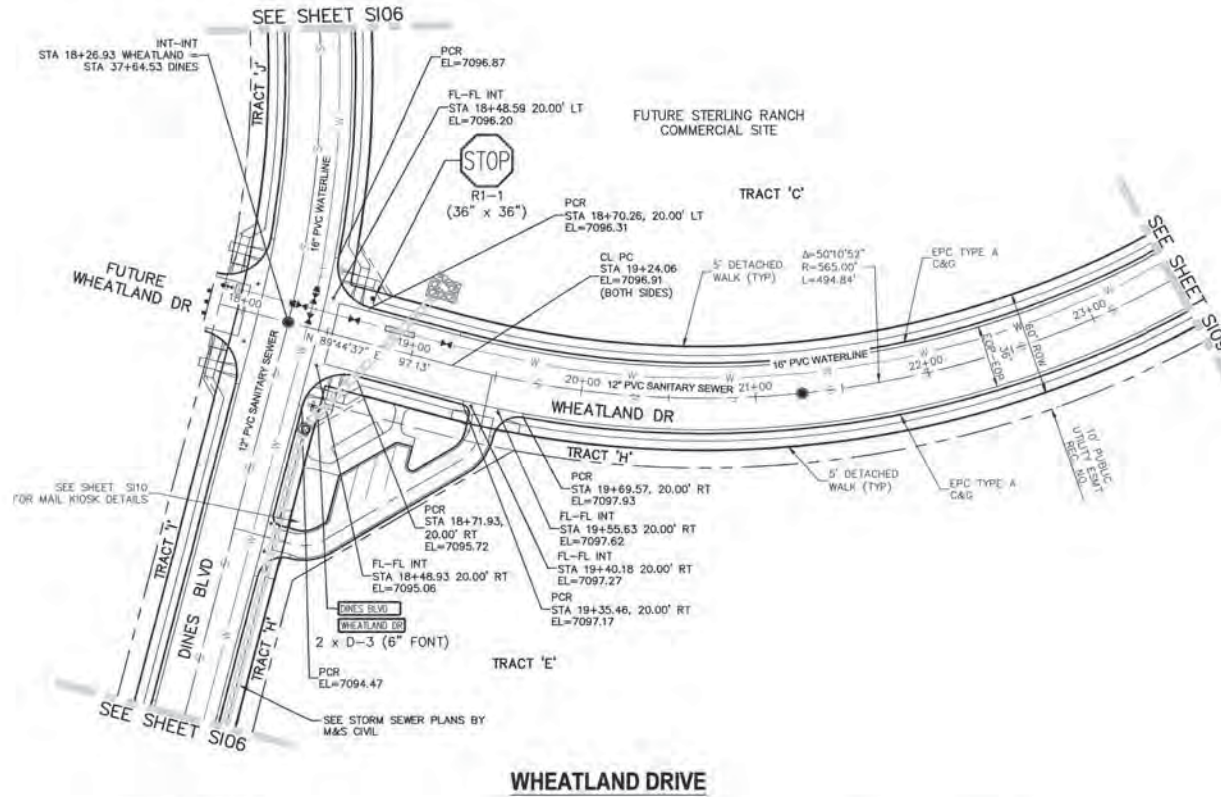 SEE SHEET SI06
INT-INT
STA 18+26.93 WHEATLAND =
STA 37+64.53 DINES
TRACT 'J'
16" PVC WATERLINE
PCR
EL=7096.87
FL-FL INT
STA 18+48.59 20.00' LT
EL=7096.20
STOP
R1-1
(36" x 36")
FUTURE STERLING RANCH
COMMERCIAL SITE
TRACT 'C'
PCR
STA 18+70.26, 20.00' LT
EL=7096.31
CL PC
STA 19+24.06
EL=7096.91
(BOTH SIDES)
5' DETACHED
WALK (TYP)
Δ=50°10'52"
R=565.00'
L=494.84'
EPC TYPE A
C&G
SEE SHEET SI09
FUTURE
WHEATLAND DR
18+00
N 89°44'37" E
97.13'
19+00
20+00
12" PVC SANITARY SEWER
21+00
16" PVC WATERLINE
22+00
23+00
36'
EOP-EOP
60' ROW
WHEATLAND DR
12" PVC SANITARY SEWER
TRACT 'H'
10' PUBLIC
UTILITY ESMT
REC NO.
5' DETACHED
WALK (TYP)
EPC TYPE A
C&G
SEE SHEET SI10
FOR MAIL KIOSK DETAILS
PCR
STA 19+69.57, 20.00' RT
EL=7097.93
FL-FL INT
STA 19+55.63 20.00' RT
EL=7097.62
FL-FL INT
STA 19+40.18 20.00' RT
EL=7097.27
PCR
STA 19+35.46, 20.00' RT
EL=7097.17
PCR
STA 18+71.93,
20.00' RT
EL=7095.72
FL-FL INT
STA 18+48.93 20.00' RT
EL=7095.06
DINES BLVD
WHEATLAND DR
2 x D-3 (6" FONT)
TRACT 'I'
DINES BLVD
TRACT 'H'
TRACT 'E'
PCR
EL=7094.47
SEE STORM SEWER PLANS BY
M&S CIVIL
SEE SHEET SI06
WHEATLAND DRIVE